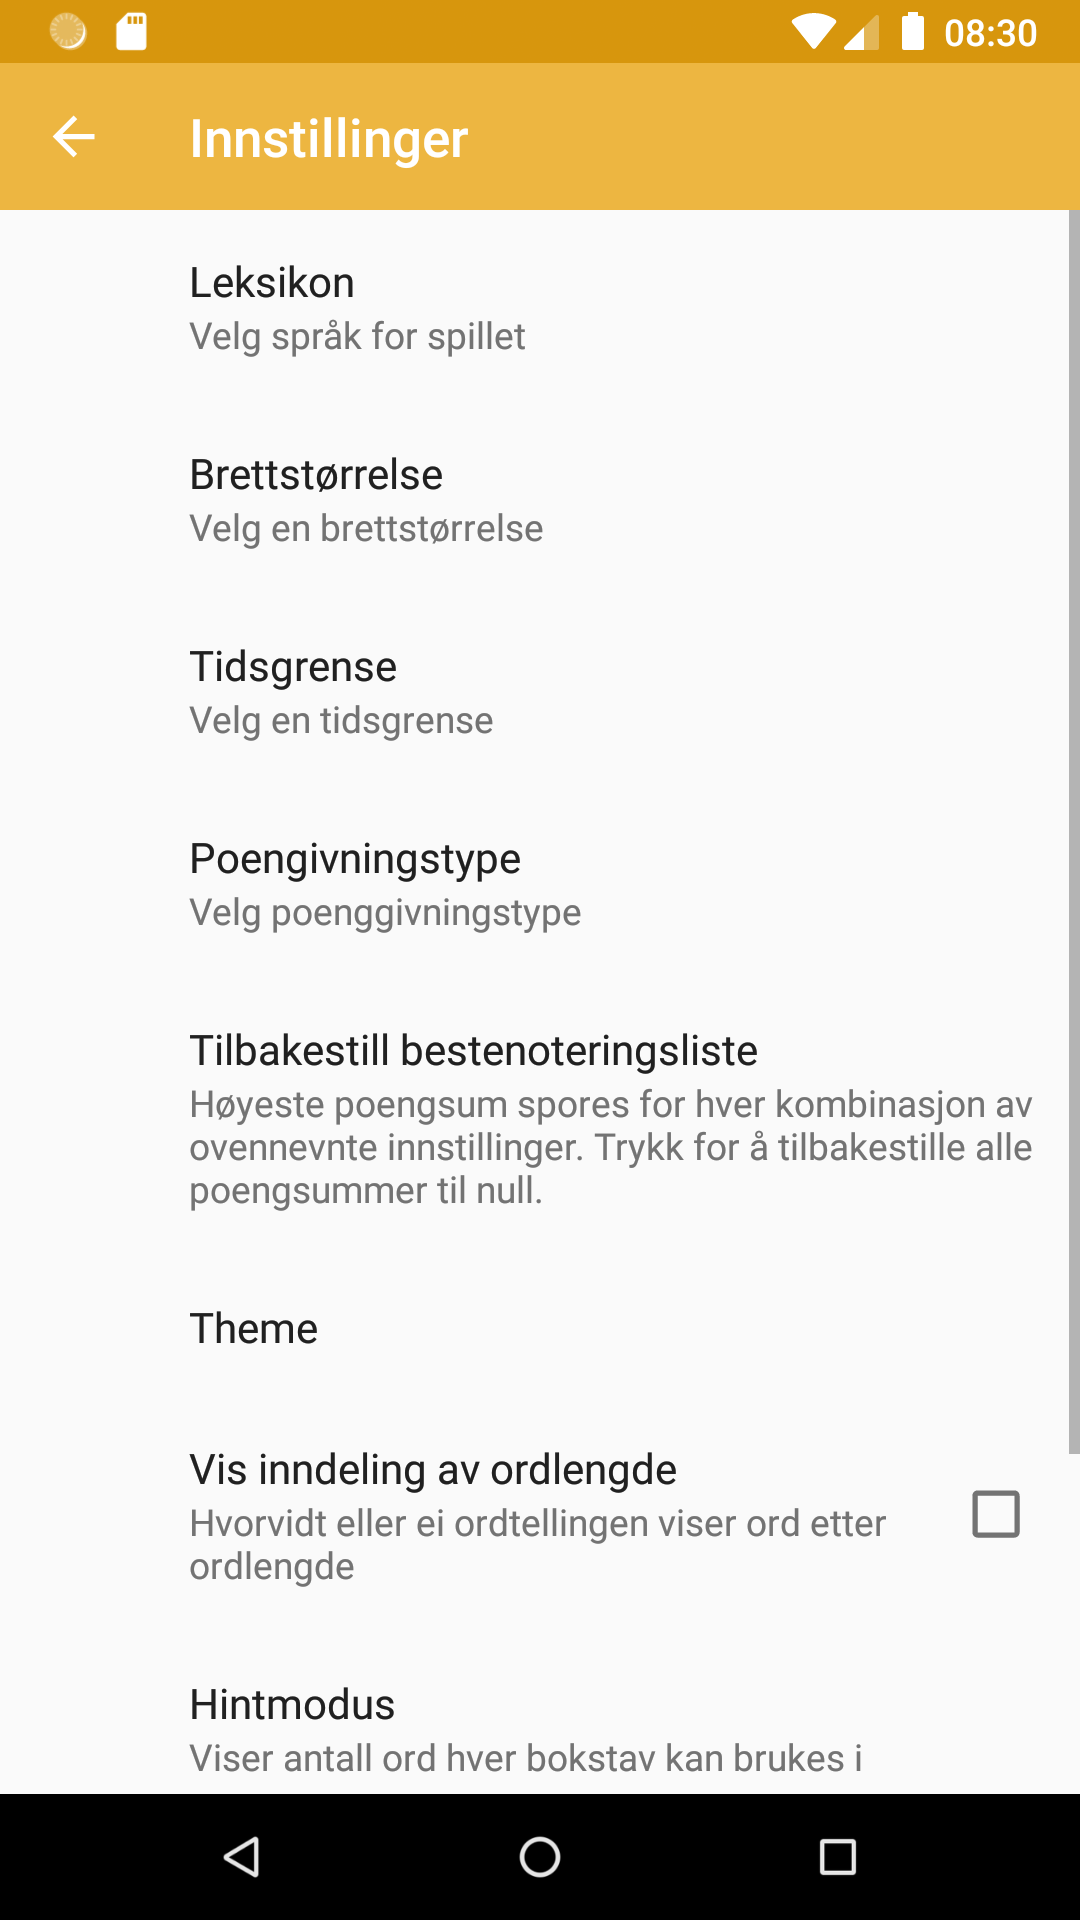 08:30
Innstillinger
Leksikon
Velg språk for spillet
Brettstørrelse
Velg en brettstørrelse
Tidsgrense
Velg en tidsgrense
Poengivningstype
Velg poenggivningstype
Tilbakestill bestenoteringsliste
Høyeste poengsum spores for hver kombinasjon av
ovennevnte innstillinger. Trykk for å tilbakestille alle
poengsummer til null.
Theme
Vis inndeling av ordlengde
Hvorvidt eller ei ordtellingen viser ord etter
ordlengde
Hintmodus
Viser antall ord hver bokstav kan brukes i